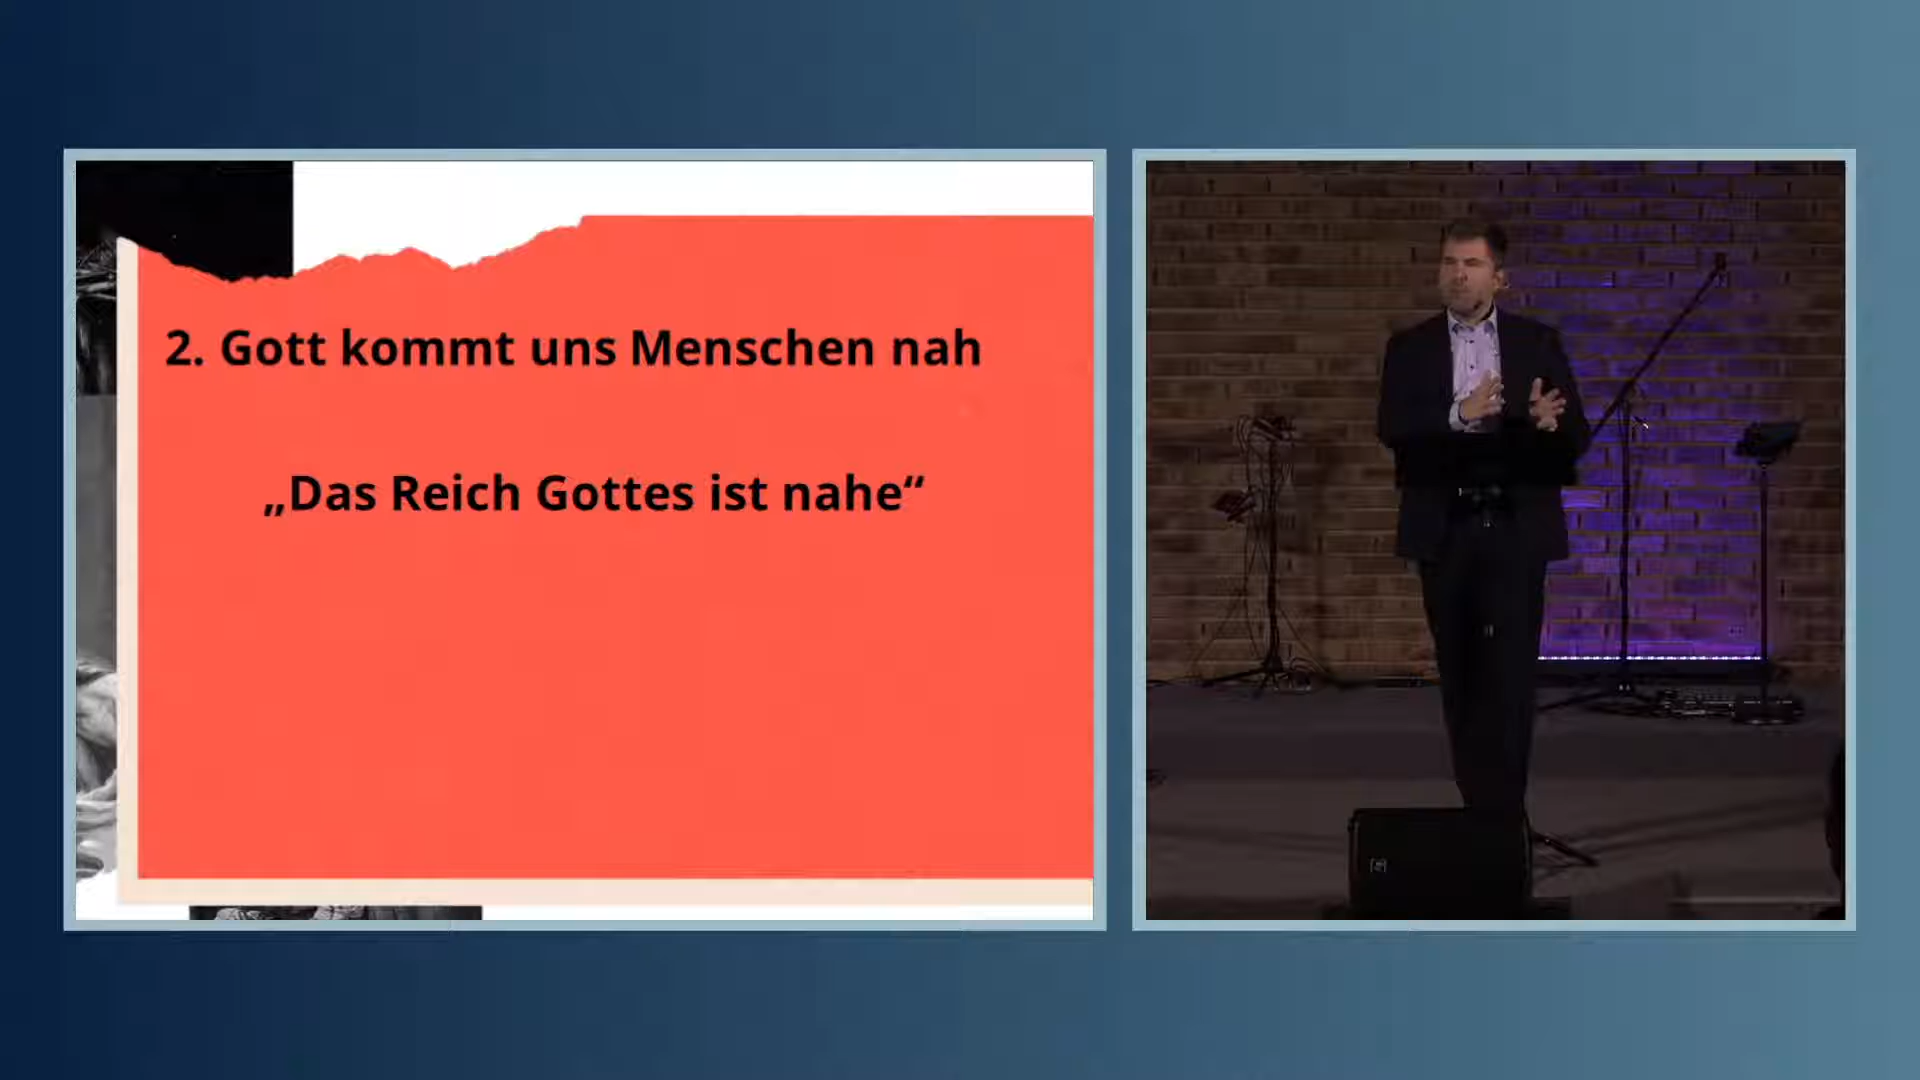 2. Gott kommt uns Menschen nah
„Das Reich Gottes ist nahe“